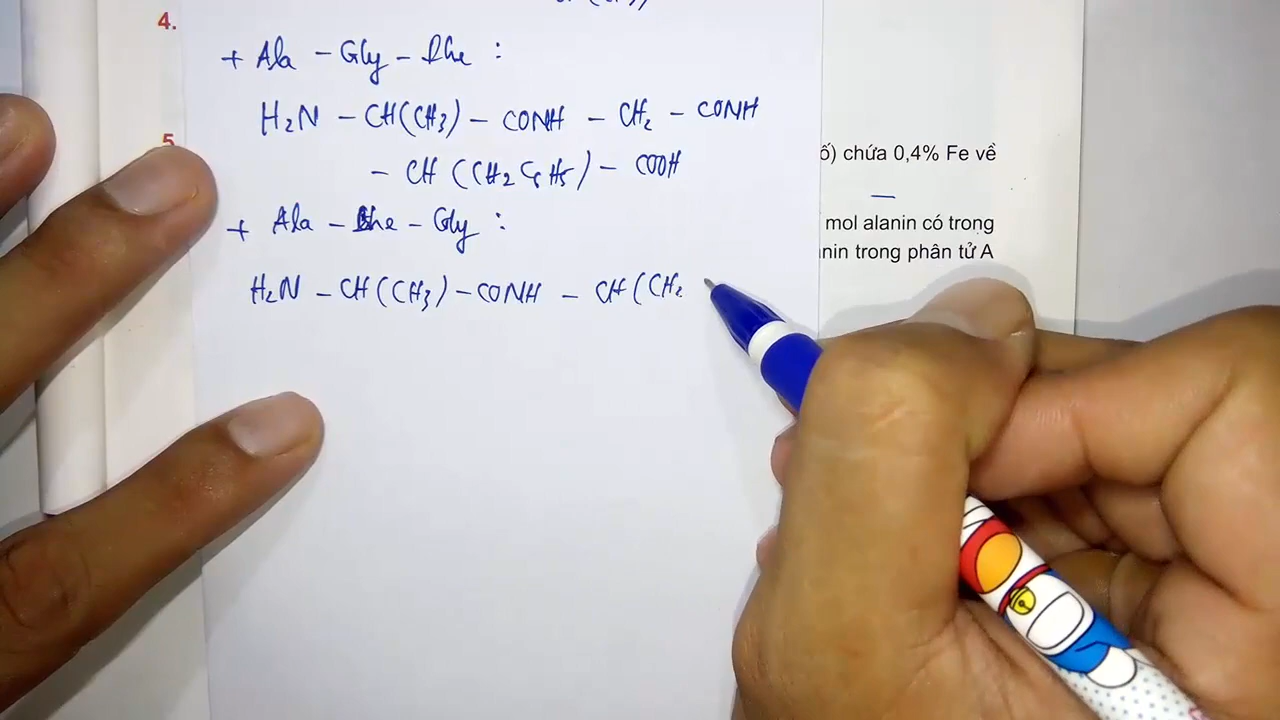 4.
+ Ala - Gly - Phe :
H₂N - CH(CH₃) - CONH - CH₂ - CONH
- CH (CH₂C₆H₅) - COOH
5
ố) chứa 0,4% Fe về
+ Ala - Phe - Gly :
mol alanin có trong
nin trong phân tử A
H₂N - CH(CH₃) - CONH - CH(CH₂